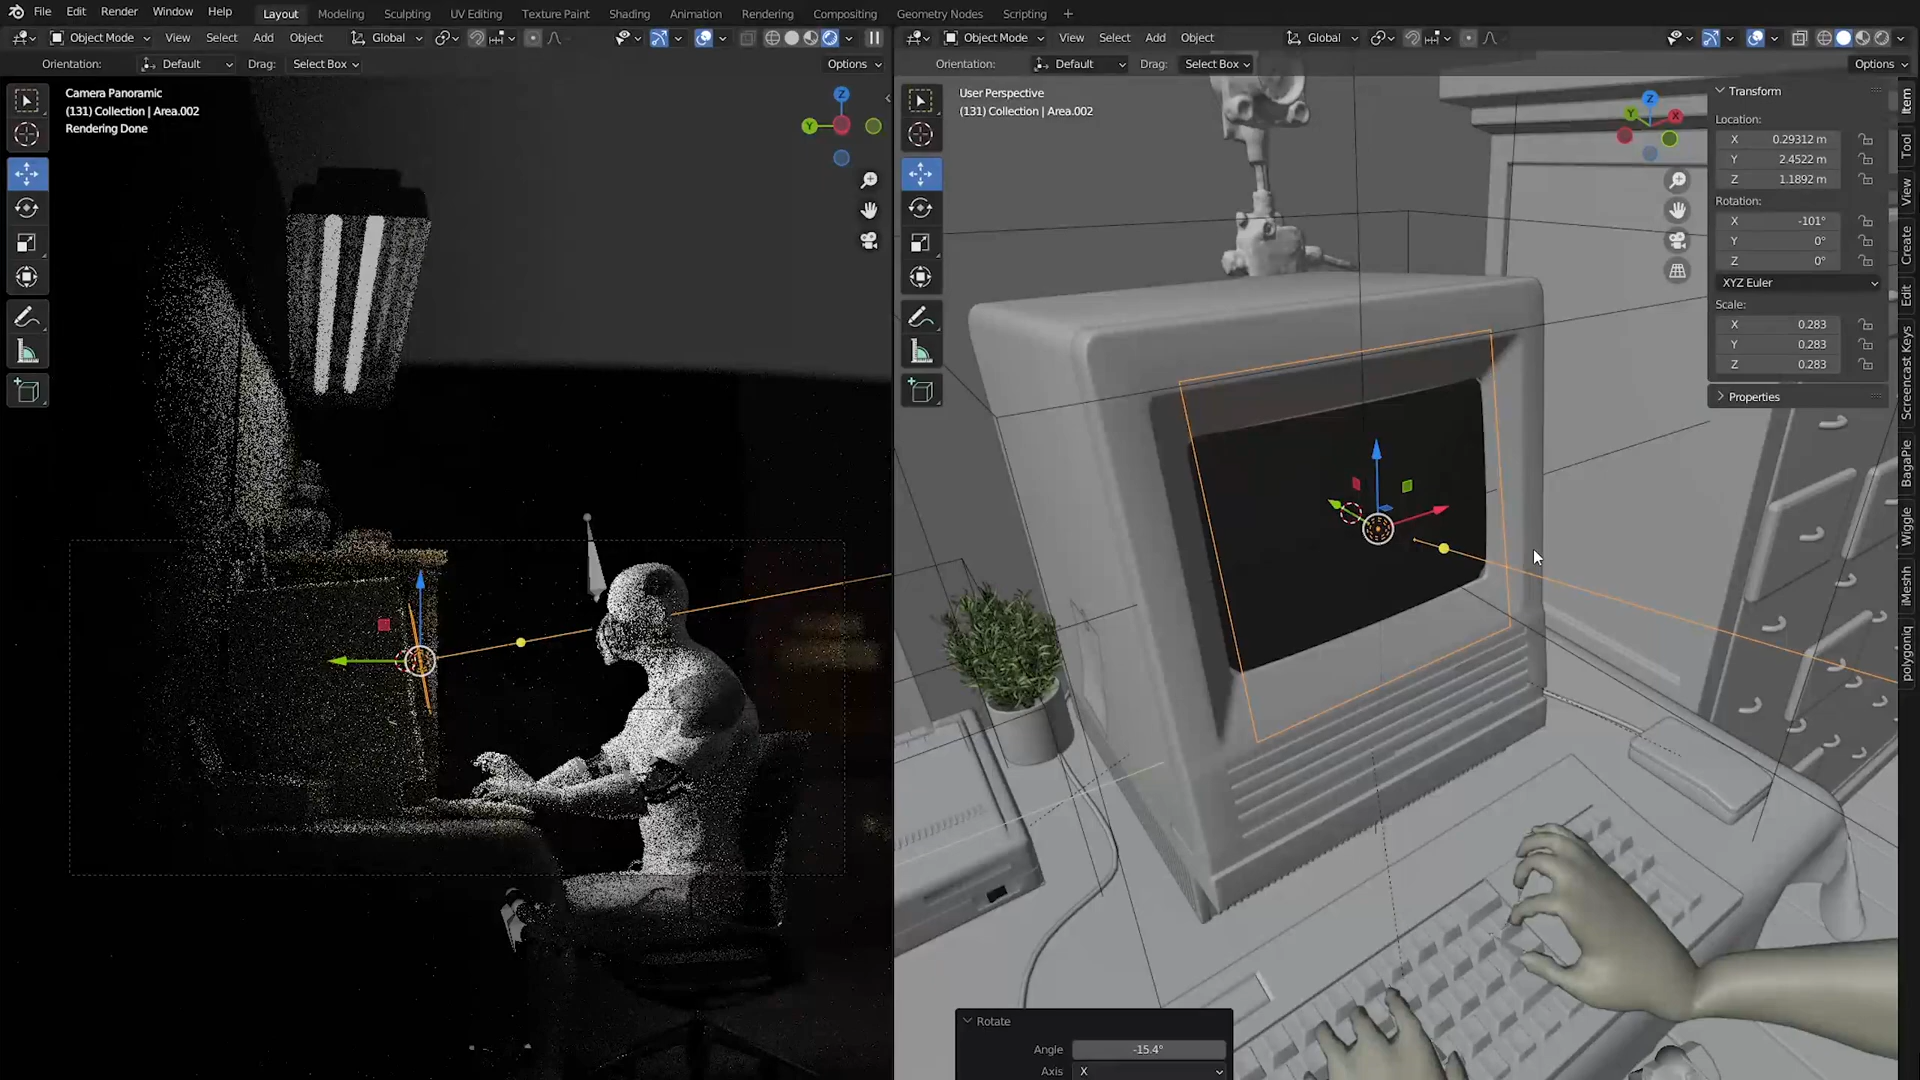 File Edit Render Window Help Layout Modeling Sculpting UV Editing Texture Paint Shading Animation Rendering Compositing Geometry Nodes Scripting +
Object Mode View Select Add Object Global
Object Mode View Select Add Object Global
Orientation: Default Drag: Select Box Options
Orientation: Default Drag: Select Box Options
Camera Panoramic
(131) Collection | Area.002
Rendering Done
Z
Y
User Perspective
(131) Collection | Area.002
Z
Y
X
Transform
Location:
X 0.29312 m
Y 2.4522 m
Z 1.1892 m
Rotation:
X -101°
Y 0°
Z 0°
XYZ Euler
Scale:
X 0.283
Y 0.283
Z 0.283
Properties
Item
Tool
View
Create
Edit
Screencast Keys
BagaPie
Wiggle
iMeshh
polygoniq
Rotate
Angle -15.4°
Axis X